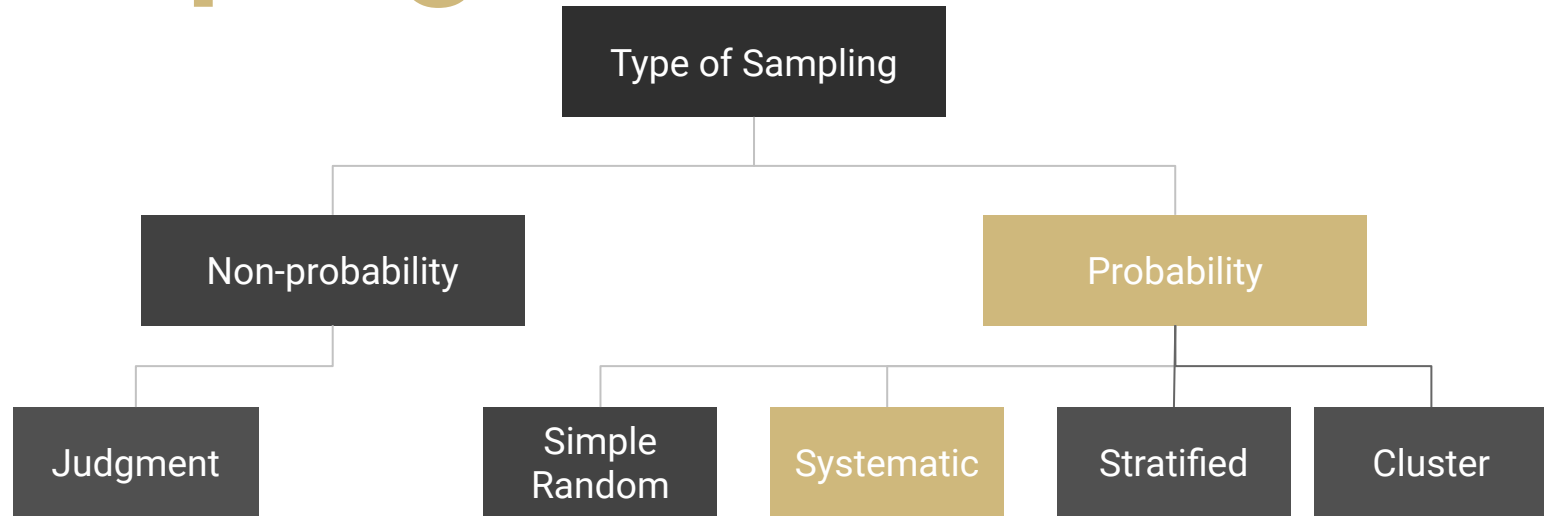 Type of Sampling
Non-probability
Probability
Judgment
Simple
Random
Systematic
Stratified
Cluster